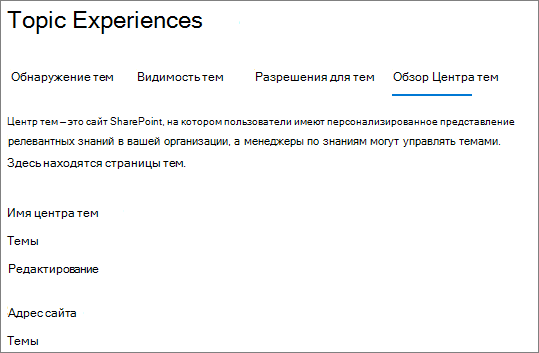 Topic Experiences
Обнаружение тем Видимость тем Разрешения для тем Обзор Центра тем
Центр тем – это сайт SharePoint, на котором пользователи имеют персонализированное представление
релевантных знаний в вашей организации, а менеджеры по знаниям могут управлять темами.
Здесь находятся страницы тем.
Имя центра тем
Темы
Редактирование
Адрес сайта
Темы